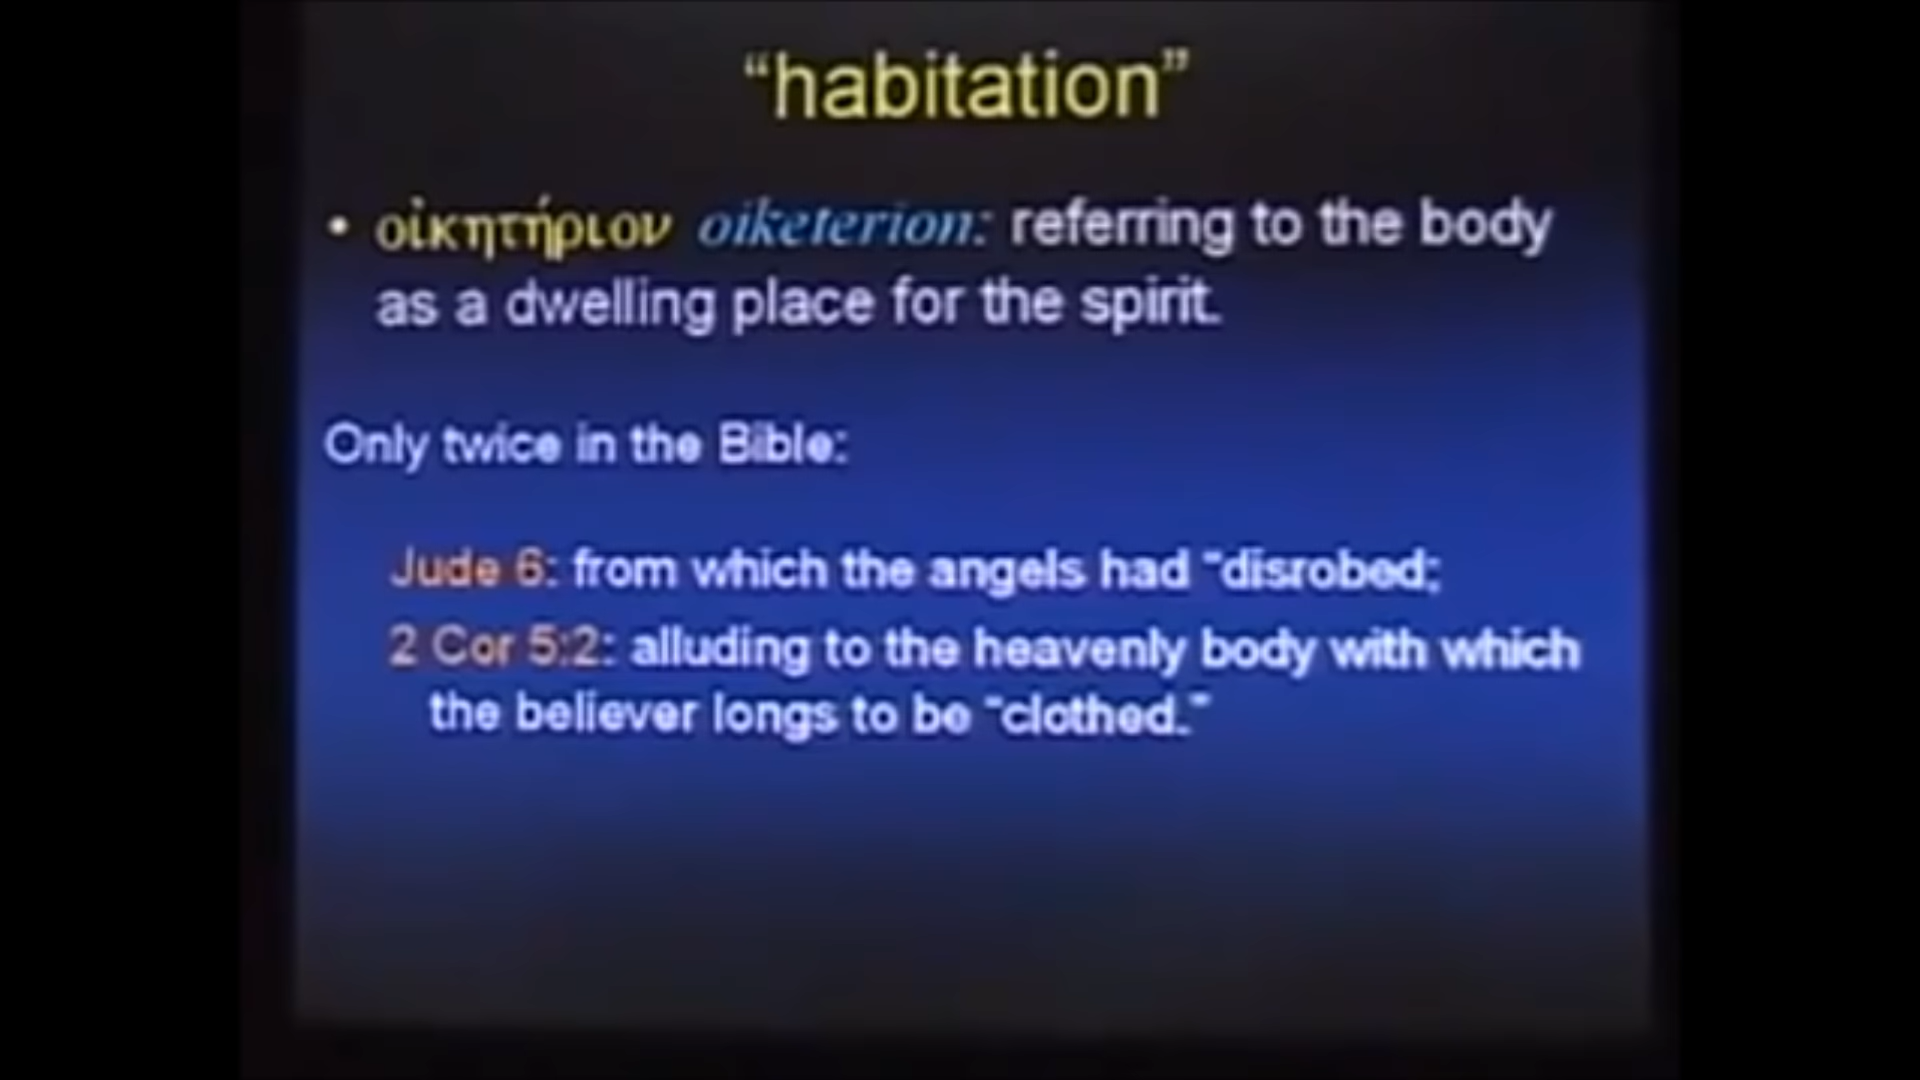 “habitation”
• οἰκητήριον oiketerion: referring to the body
as a dwelling place for the spirit.
Only twice in the Bible:
Jude 6: from which the angels had “disrobed;
2 Cor 5:2: alluding to the heavenly body with which
the believer longs to be “clothed.”